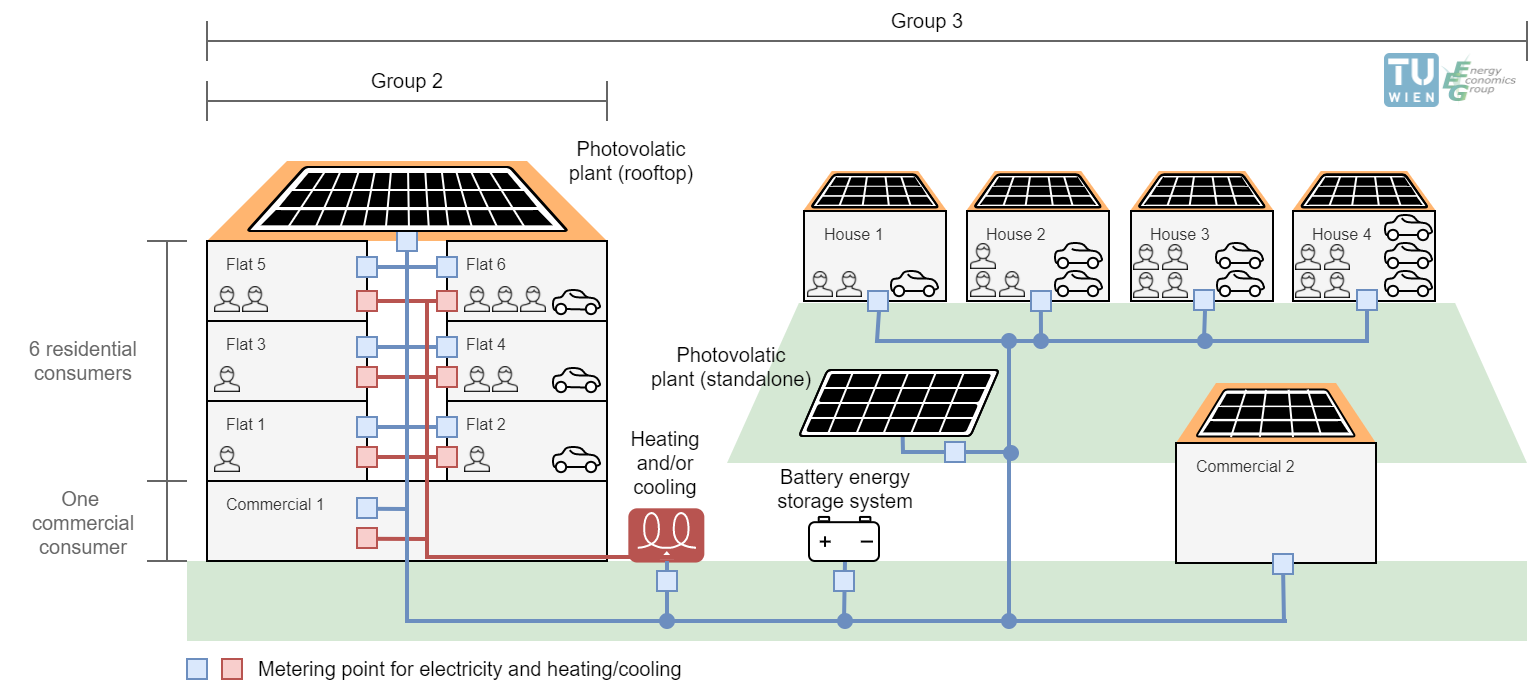 Group 3
Group 2
TU
WIEN
Energy
Economics
Group
Photovolatic
plant (rooftop)
Flat 5
Flat 6
Flat 3
Flat 4
Flat 1
Flat 2
Commercial 1
6 residential
consumers
One
commercial
consumer
House 1
House 2
House 3
House 4
Photovolatic
plant (standalone)
Heating
and/or
cooling
Battery energy
storage system
+ −
Commercial 2
Metering point for electricity and heating/cooling